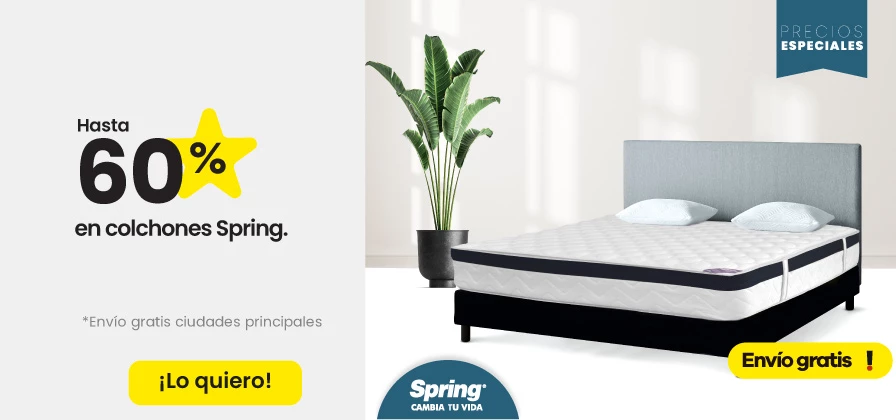 Hasta
60%
en colchones Spring.
*Envío gratis ciudades principales
¡Lo quiero!
PRECIOS
ESPECIALES
Envío gratis !
Spring®
CAMBIA TU VIDA